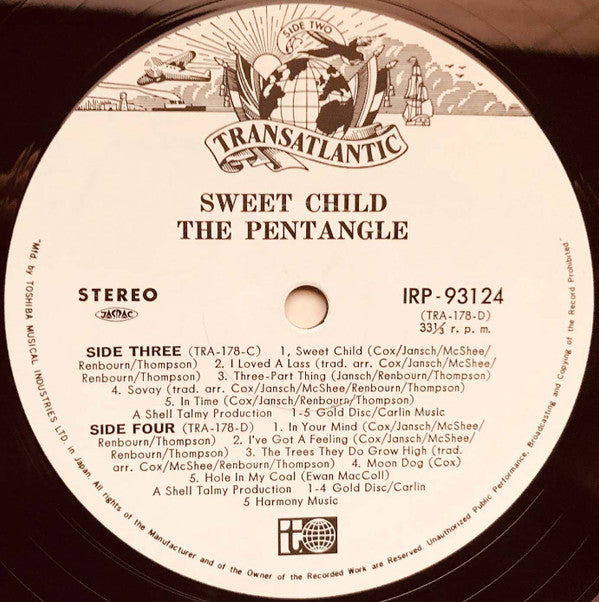 SIDE TWO
TRANSATLANTIC
SWEET CHILD
THE PENTANGLE
STEREO
JASRAC
IRP-93124
(TRA-178-D)
33⅓ r. p. m.
SIDE THREE (TRA-178-C) 1, Sweet Child (Cox/Jansch/McShee/
Renbourn/Thompson) 2. I Loved A Lass (trad. arr. Cox/Jansch/McShee/
Renbourn/Thompson) 3. Three-Part Thing (Jansch/Renbourn/Thompson)
4. Sovay (trad. arr. Cox/Jansch/McShee/Renbourn/Thompson)
5. In Time (Cox/Jansch/Renbourn/Thompson)
A Shell Talmy Production 1-5 Gold Disc/Carlin Music
SIDE FOUR (TRA-178-D) 1. In Your Mind (Cox/Jansch/McShee/
Renbourn/Thompson) 2. I've Got A Feeling (Cox/Jansch/McShee/
Renbourn/Thompson) 3. The Trees They Do Grow High (trad.
arr. Cox/McShee/Renbourn/Thompson) 4. Moon Dog (Cox)
5. Hole In My Coal (Ewan MacColl)
A Shell Talmy Production 1-4 Gold Disc/Carlin
5 Harmony Music
t
"Mfd. by TOSHIBA MUSICAL INDUSTRIES LTD. in Japan. All rights of the Manufacturer and of the Owner of the Recorded Work are Reserved. Unauthorized Public Performance, Broadcasting and Copying of the Record Prohibited"